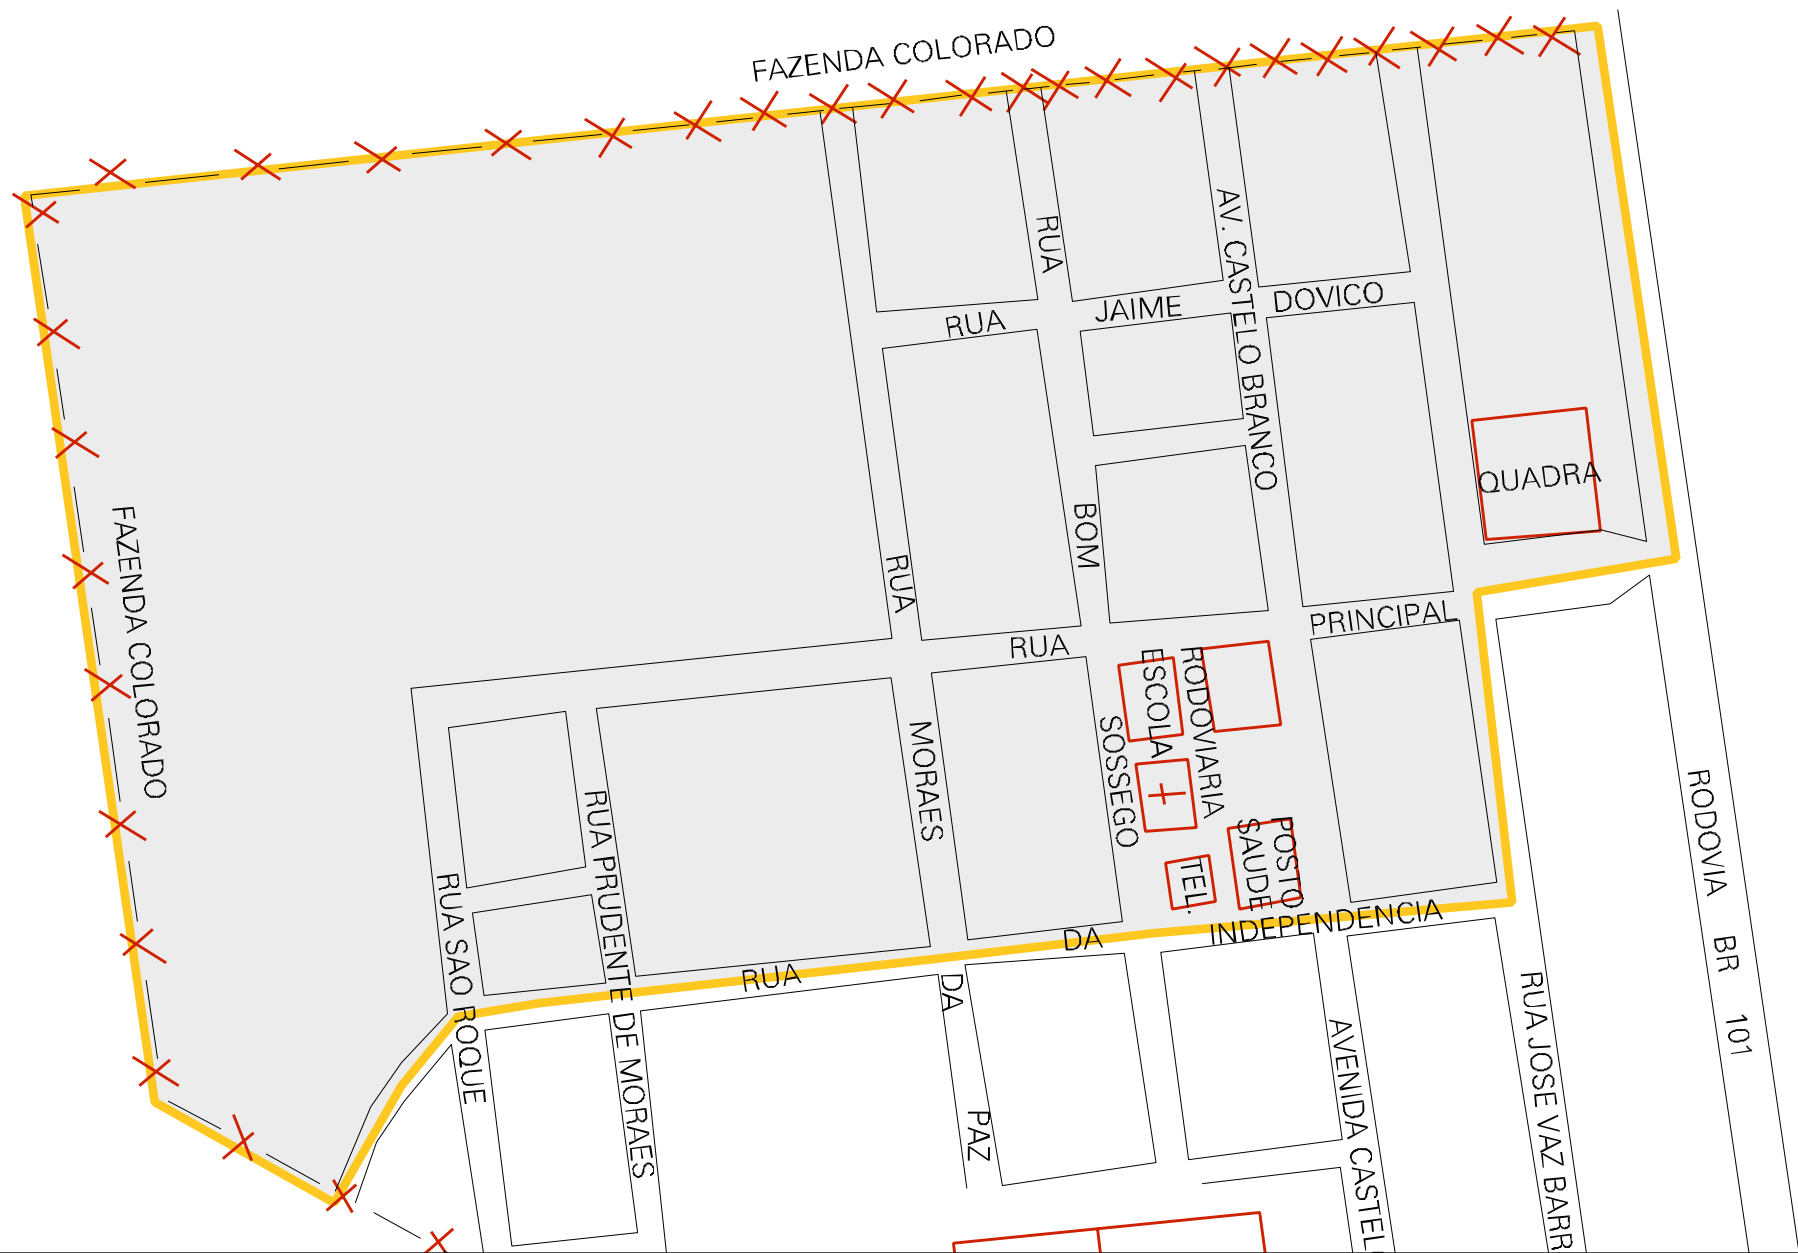 FAZENDA COLORADO
RUA
AV. CASTELO BRANCO
RUA JAIME DOVICO
QUADRA
FAZENDA COLORADO
BOM
RUA
RUA PRINCIPAL
ESCOLA
RODOVIARIA
SOSSEGO
MORAES
RUA PRUDENTE DE MORAES
RUA SAO ROQUE
TEL.
POSTO
SAUDE
RUA DA INDEPENDENCIA
DA
PAZ
AVENIDA CASTEL
RUA JOSE VAZ BARR
RODOVIA BR 101